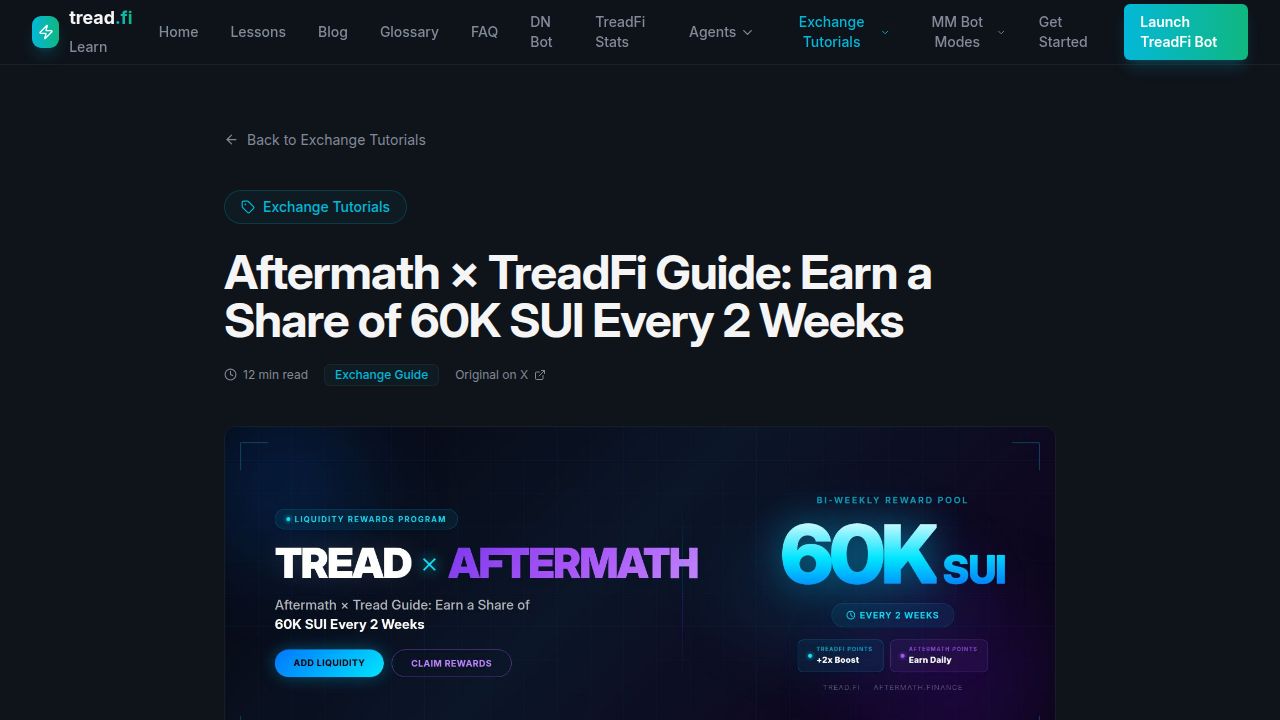 tread.fi
Learn
Home
Lessons
Blog
Glossary
FAQ
DN
Bot
TreadFi
Stats
Agents
Exchange
Tutorials
MM Bot
Modes
Get
Started
Launch
TreadFi Bot
Back to Exchange Tutorials
Exchange Tutorials
Aftermath × TreadFi Guide: Earn a
Share of 60K SUI Every 2 Weeks
12 min read
Exchange Guide
Original on X
LIQUIDITY REWARDS PROGRAM
TREAD × AFTERMATH
Aftermath × Tread Guide: Earn a Share of
60K SUI Every 2 Weeks
ADD LIQUIDITY
CLAIM REWARDS
BI-WEEKLY REWARD POOL
60K SUI
EVERY 2 WEEKS
TREADFI POINTS
+2x Boost
AFTERMATH POINTS
Earn Daily
TREAD.FI
AFTERMATH.FINANCE